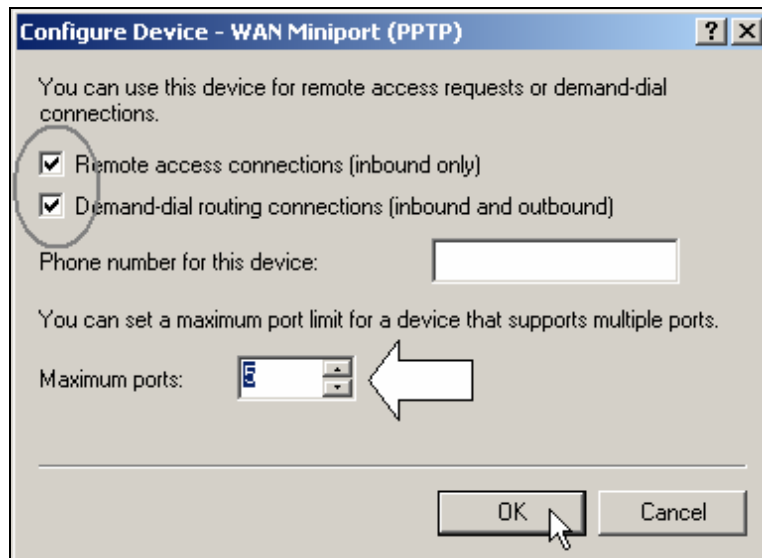 Configure Device - WAN Miniport (PPTP)
You can use this device for remote access requests or demand-dial
connections.
Remote access connections (inbound only)
Demand-dial routing connections (inbound and outbound)
Phone number for this device:
You can set a maximum port limit for a device that supports multiple ports.
Maximum ports: 5
OK Cancel